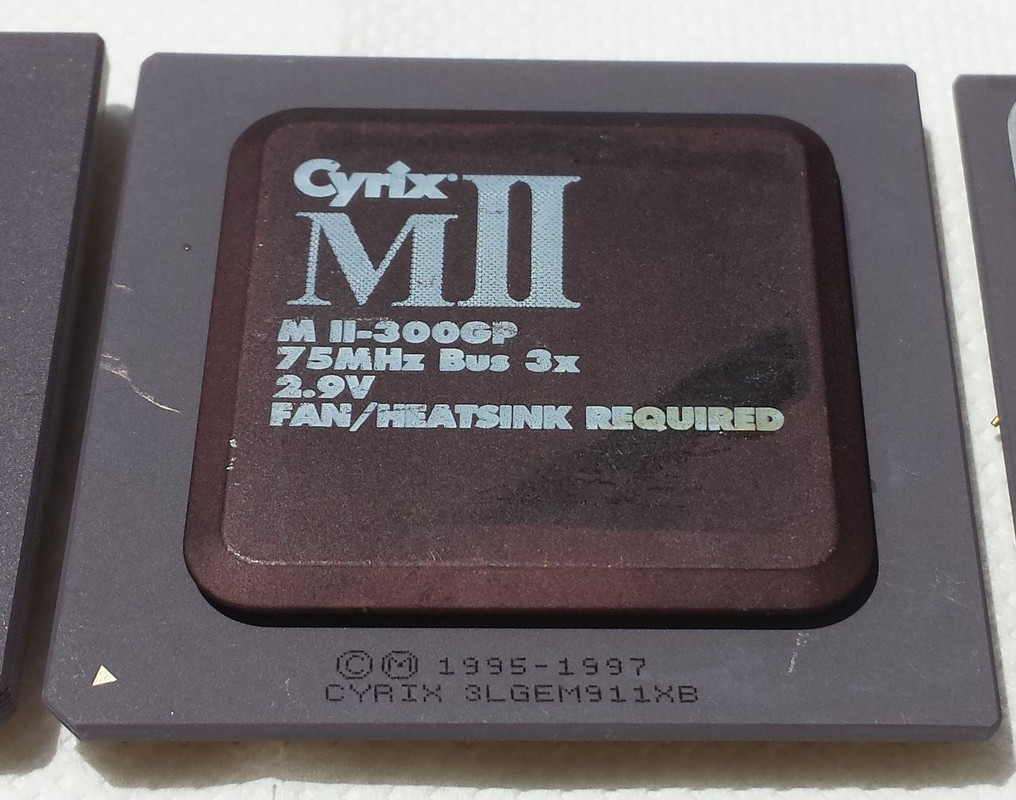 Cyrix
MII
M II-300GP
75MHz Bus 3x
2.9V
FAN/HEATSINK REQUIRED
© Ⓜ 1995-1997
CYRIX 3LGEM911XB